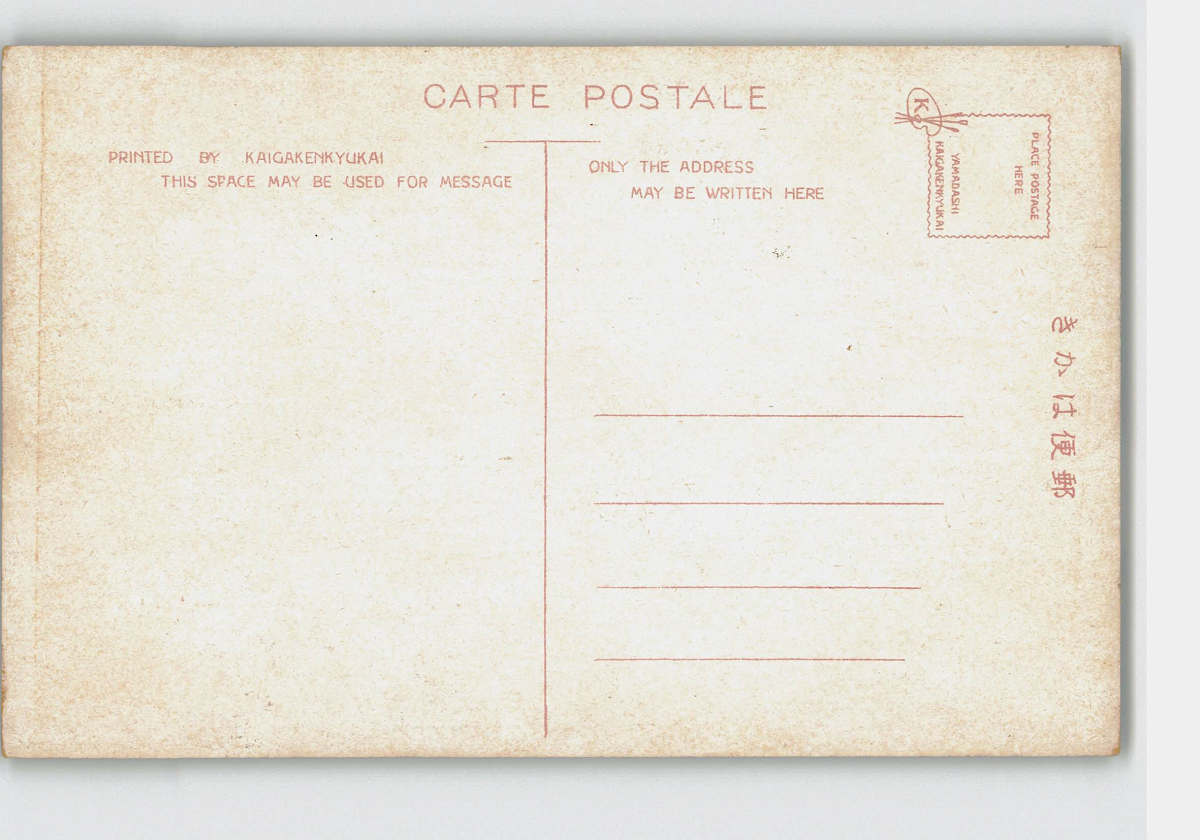 CARTE POSTALE
PRINTED BY KAIGAKENKYUKAI
THIS SPACE MAY BE USED FOR MESSAGE
ONLY THE ADDRESS
MAY BE WRITTEN HERE
K
PLACE POSTAGE
HERE
YAMADASHI
KAIGAKENKYUKAI
きかは便郵